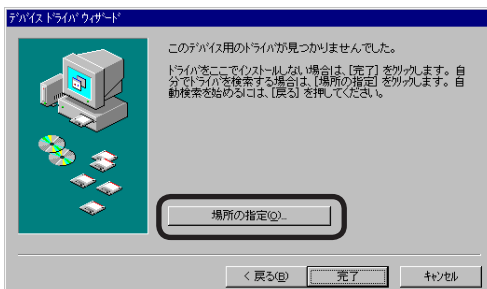 デバイス ドライバ ウィザード
このデバイス用のドライバが見つかりませんでした。
ドライバをここでインストールしない場合は、[完了] をクリックします。自
分でドライバを検索する場合は、[場所の指定] をクリックします。自
動検索を始めるには、[戻る] を押してください。
場所の指定(O)...
< 戻る(B)
完了
キャンセル